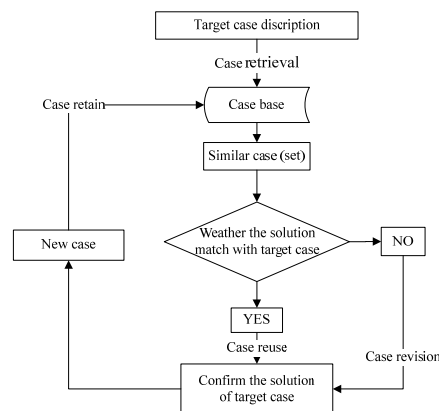 Target case discription
Case retrieval
Case retain
Case base
Similar case (set)
Weather the solution
match with target case
NO
New case
YES
Case reuse
Case revision
Confirm the solution
of target case